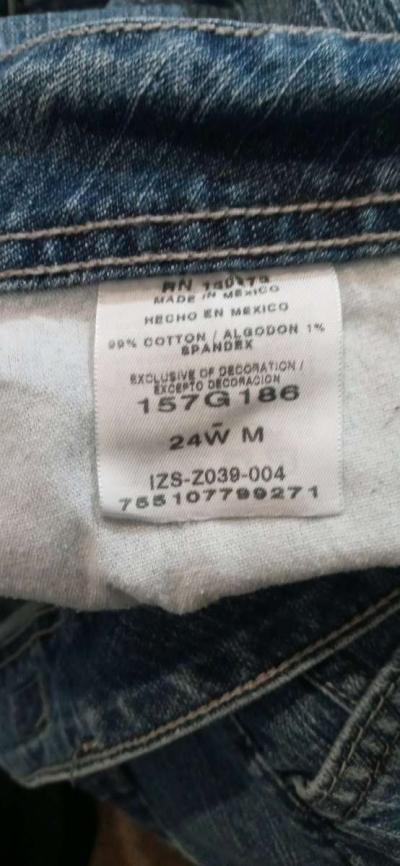 MADE IN MEXICO
HECHO EN MEXICO
99% COTTON / ALGODON 1%
SPANDEX
EXCLUSIVE OF DECORATION /
EXCEPTO DECORACION
157G186
24W M
IZS-Z039-004
RN